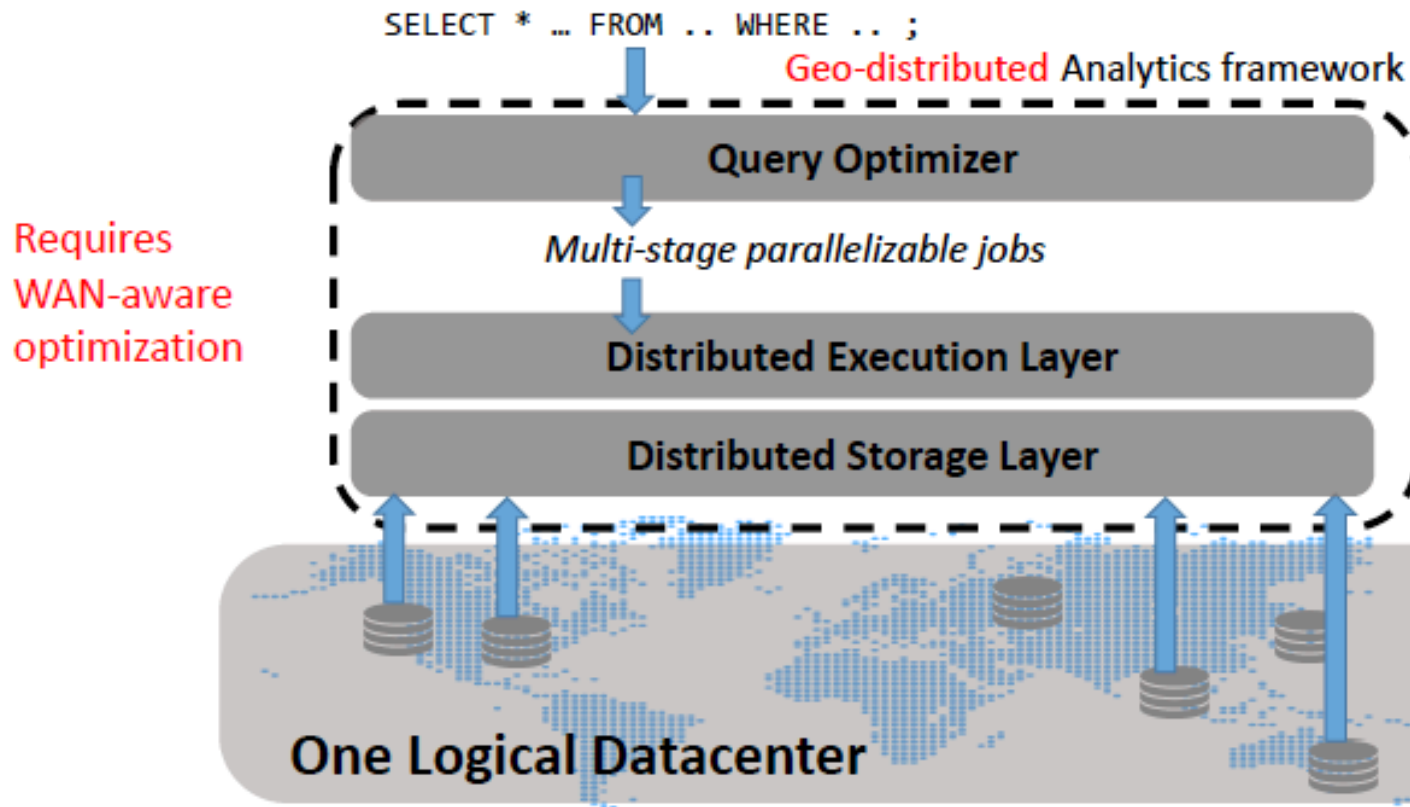 SELECT * … FROM .. WHERE .. ;
Geo-distributed Analytics framework
Query Optimizer
Requires
WAN-aware
optimization
Multi-stage parallelizable jobs
Distributed Execution Layer
Distributed Storage Layer
One Logical Datacenter